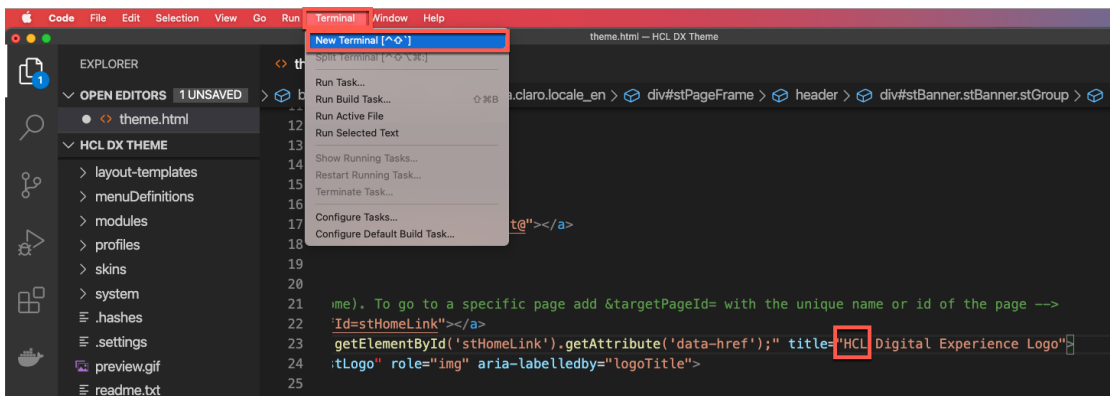 Code File Edit Selection View Go Run Terminal Window Help
New Terminal [^⇧`]
theme.html — HCL DX Theme
EXPLORER
th
Split Terminal [^⇧⌥⌘:]
OPEN EDITORS 1 UNSAVED
b
a.claro.locale_en > div#stPageFrame > header > div#stBanner.stBanner.stGroup >
theme.html
HCL DX THEME
layout-templates
menuDefinitions
modules
profiles
skins
system
.hashes
.settings
preview.gif
readme.txt
1
Run Task...
Run Build Task... ⇧⌘B
Run Active File
Run Selected Text
Show Running Tasks...
Restart Running Task...
Terminate Task...
Configure Tasks...
Configure Default Build Task...
12
13
14
15
16
17 t@"></a>
18
19
20
21 ome). To go to a specific page add &targetPageId= with the unique name or id of the page -->
22 Id=stHomeLink"></a>
23 getElementById('stHomeLink').getAttribute('data-href');" title="HCL Digital Experience Logo">
24 stLogo" role="img" aria-labelledby="logoTitle">
25